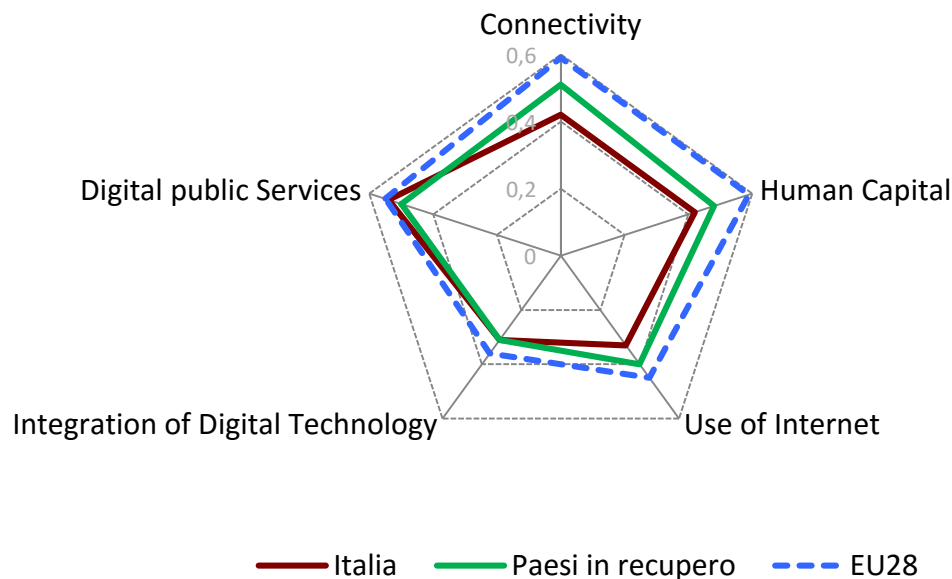 Connectivity
0,6
0,4
0,2
0
Digital public Services
Human Capital
Integration of Digital Technology
Use of Internet
Italia
Paesi in recupero
EU28